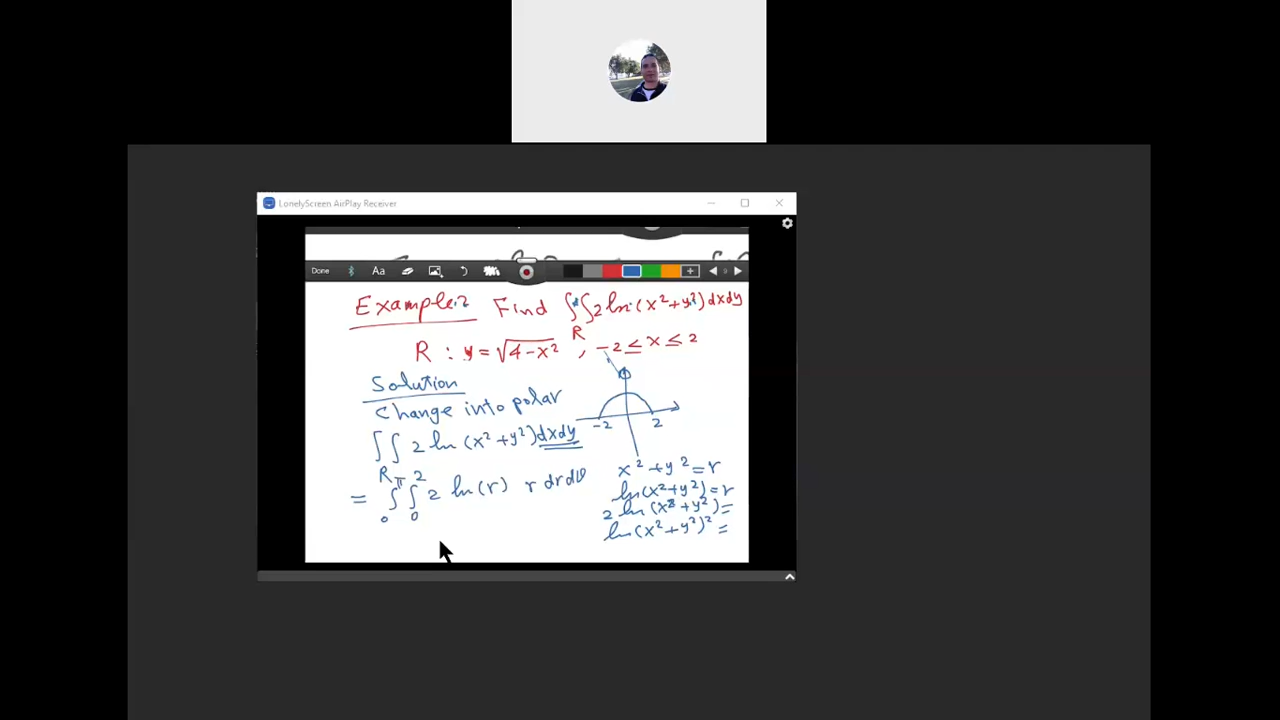 LonelyScreen AirPlay Receiver
Done Aa 9
Example 2 Find ∫∫ 2 ln(x²+y²) dxdy
R
R : y = √4-x² , -2 ≤ x ≤ 2
Solution
Change into polar
-2 2
∫∫ 2 ln (x²+y²) dxdy
R
= ∫₀^π ∫₀² 2 ln(r) r dr dθ
x²+y² = r
ln(x²+y²) = r
2 ln (x²+y²) =
ln(x²+y²)² =